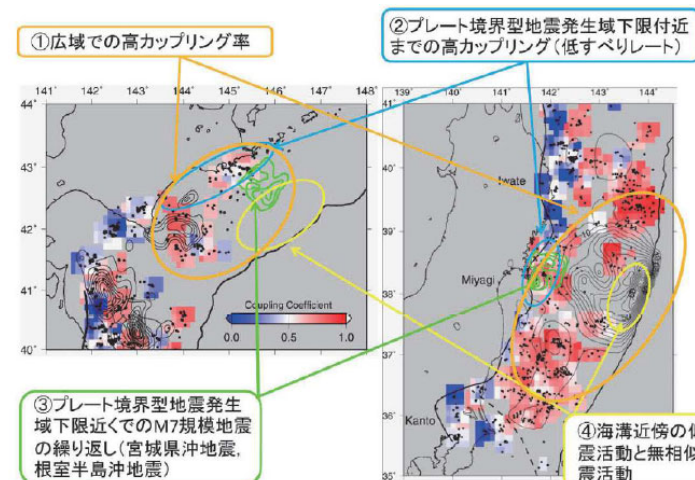 ①広域での高カップリング率
②プレート境界型地震発生域下限付近
までの高カップリング(低すべりレート)
141° 142° 143° 144° 145° 146° 147° 148°
44°
43°
42°
41°
40°
Coupling Coefficient
0.0 0.5 1.0
139° 140° 141° 142° 143° 144°
41°
40°
39°
38°
37°
36°
35°
Iwate
Miyagi
Kanto
10
③プレート境界型地震発生
域下限近くでのM7規模地震
の繰り返し(宮城県沖地震,
根室半島沖地震)
④海溝近傍の低
震活動と無相似
震活動